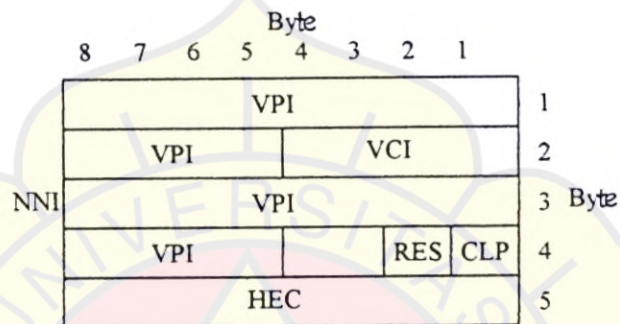 Byte
8 7 6 5 4 3 2 1
VPI 1
VPI VCI 2
NNI VPI 3 Byte
VPI RES CLP 4
HEC 5
UNIVERSITAS